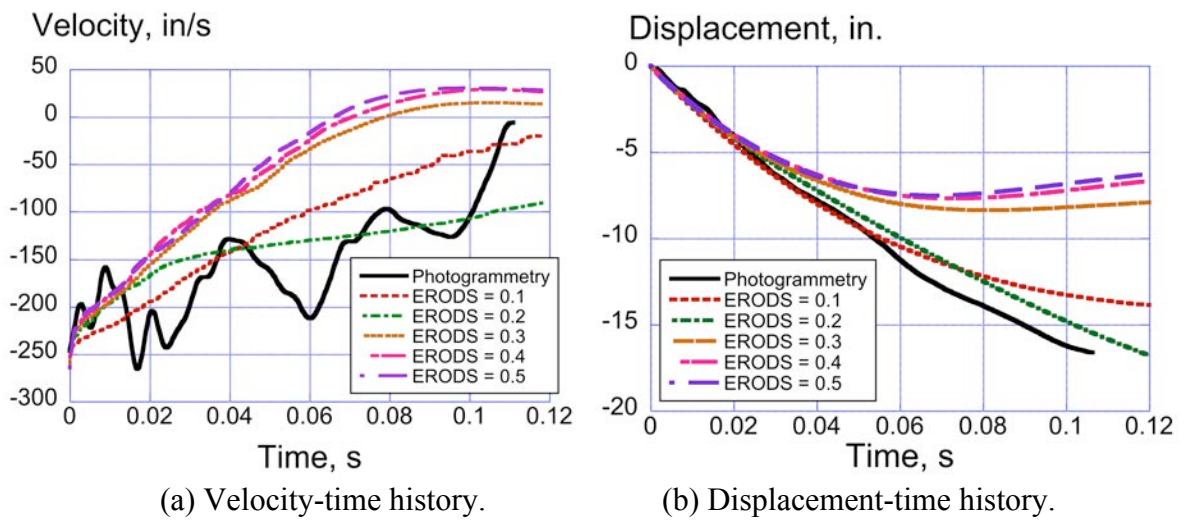 Velocity, in/s
50
0
-50
-100
-150
-200
-250
-300
0
0.02
0.04
0.06
0.08
0.1
0.12
Time, s
Photogrammetry
ERODS = 0.1
ERODS = 0.2
ERODS = 0.3
ERODS = 0.4
ERODS = 0.5
(a) Velocity-time history.
Displacement, in.
0
-5
-10
-15
-20
0
0.02
0.04
0.06
0.08
0.1
0.12
Time, s
Photogrammetry
ERODS = 0.1
ERODS = 0.2
ERODS = 0.3
ERODS = 0.4
ERODS = 0.5
(b) Displacement-time history.